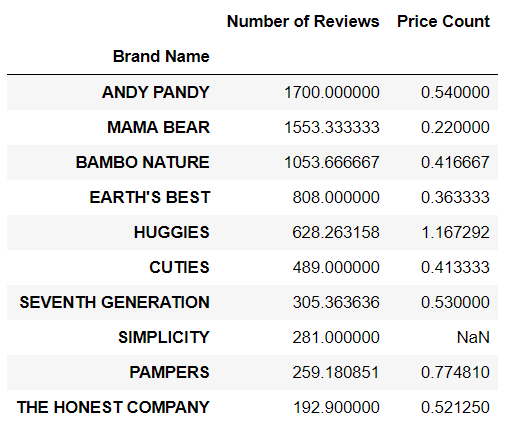 Number of Reviews Price Count
Brand Name
ANDY PANDY 1700.000000 0.540000
MAMA BEAR 1553.333333 0.220000
BAMBO NATURE 1053.666667 0.416667
EARTH'S BEST 808.000000 0.363333
HUGGIES 628.263158 1.167292
CUTIES 489.000000 0.413333
SEVENTH GENERATION 305.363636 0.530000
SIMPLICITY 281.000000 NaN
PAMPERS 259.180851 0.774810
THE HONEST COMPANY 192.900000 0.521250